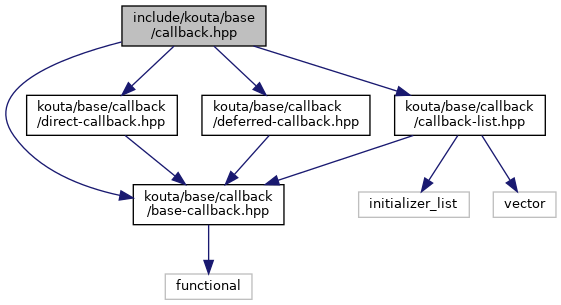 include/kouta/base
/callback.hpp
kouta/base/callback
/direct-callback.hpp
kouta/base/callback
/deferred-callback.hpp
kouta/base/callback
/callback-list.hpp
kouta/base/callback
/base-callback.hpp
initializer_list
vector
functional